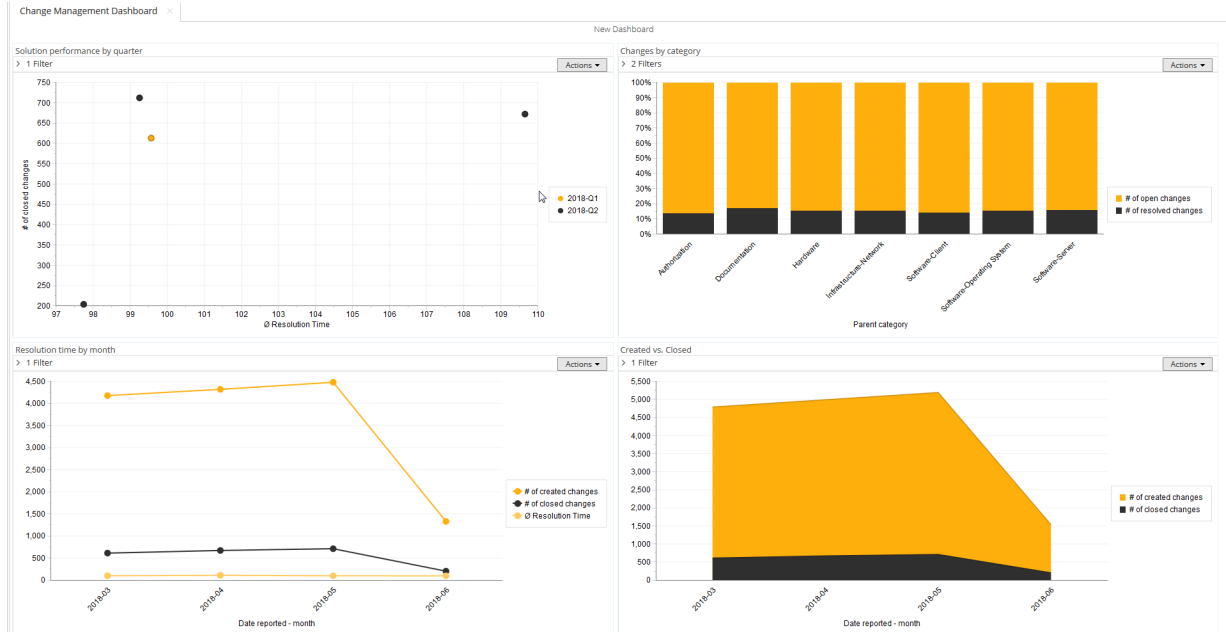 Change Management Dashboard ×
New Dashboard
Solution performance by quarter
> 1 Filter
Actions
750
700
650
600
550
500
450
400
350
300
250
200
# of closed changes
97 98 99 100 101 102 103 104 105 106 107 108 109 110
Ø Resolution Time
2018-Q1
2018-Q2
Changes by category
> 2 Filters
Actions
100%
90%
80%
70%
60%
50%
40%
30%
20%
10%
0%
Authorization
Documentation
Hardware
Infrastructure-Network
Software-Client
Software-Operating System
Software-Server
Parent category
# of open changes
# of resolved changes
Resolution time by month
> 1 Filter
Actions
4,500
4,000
3,500
3,000
2,500
2,000
1,500
1,000
500
0
2018-03
2018-04
2018-05
2018-06
Date reported - month
# of created changes
# of closed changes
Ø Resolution Time
Created vs. Closed
> 1 Filter
Actions
5,500
5,000
4,500
4,000
3,500
3,000
2,500
2,000
1,500
1,000
500
0
2018-03
2018-04
2018-05
2018-06
Date reported - month
# of created changes
# of closed changes